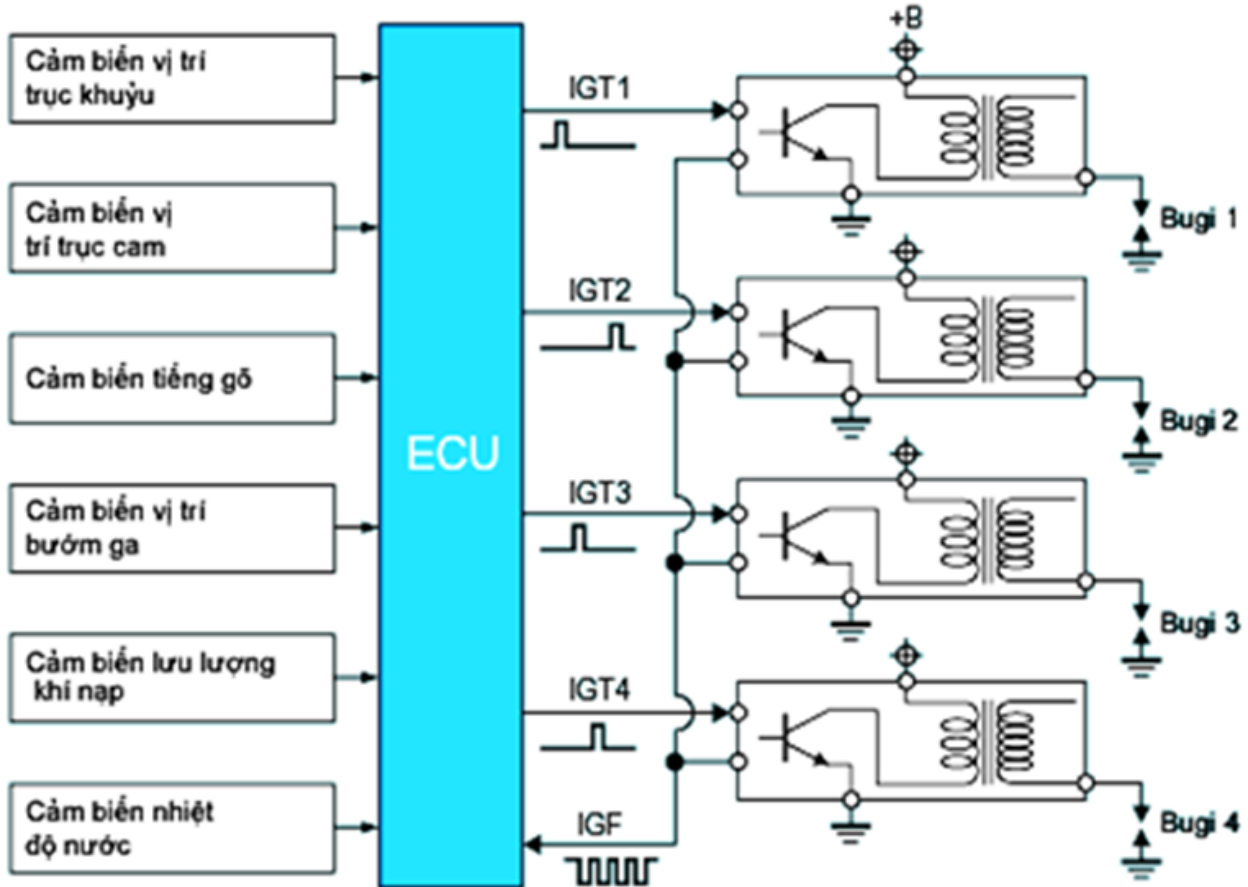 Cảm biến vị trí
trục khuỷu
Cảm biến vị
trí trục cam
Cảm biến tiếng gõ
Cảm biến vị trí
bướm ga
Cảm biến lưu lượng
khí nạp
Cảm biến nhiệt
độ nước
ECU
IGT1
IGT2
IGT3
IGT4
IGF
+B
Bugi 1
Bugi 2
Bugi 3
Bugi 4